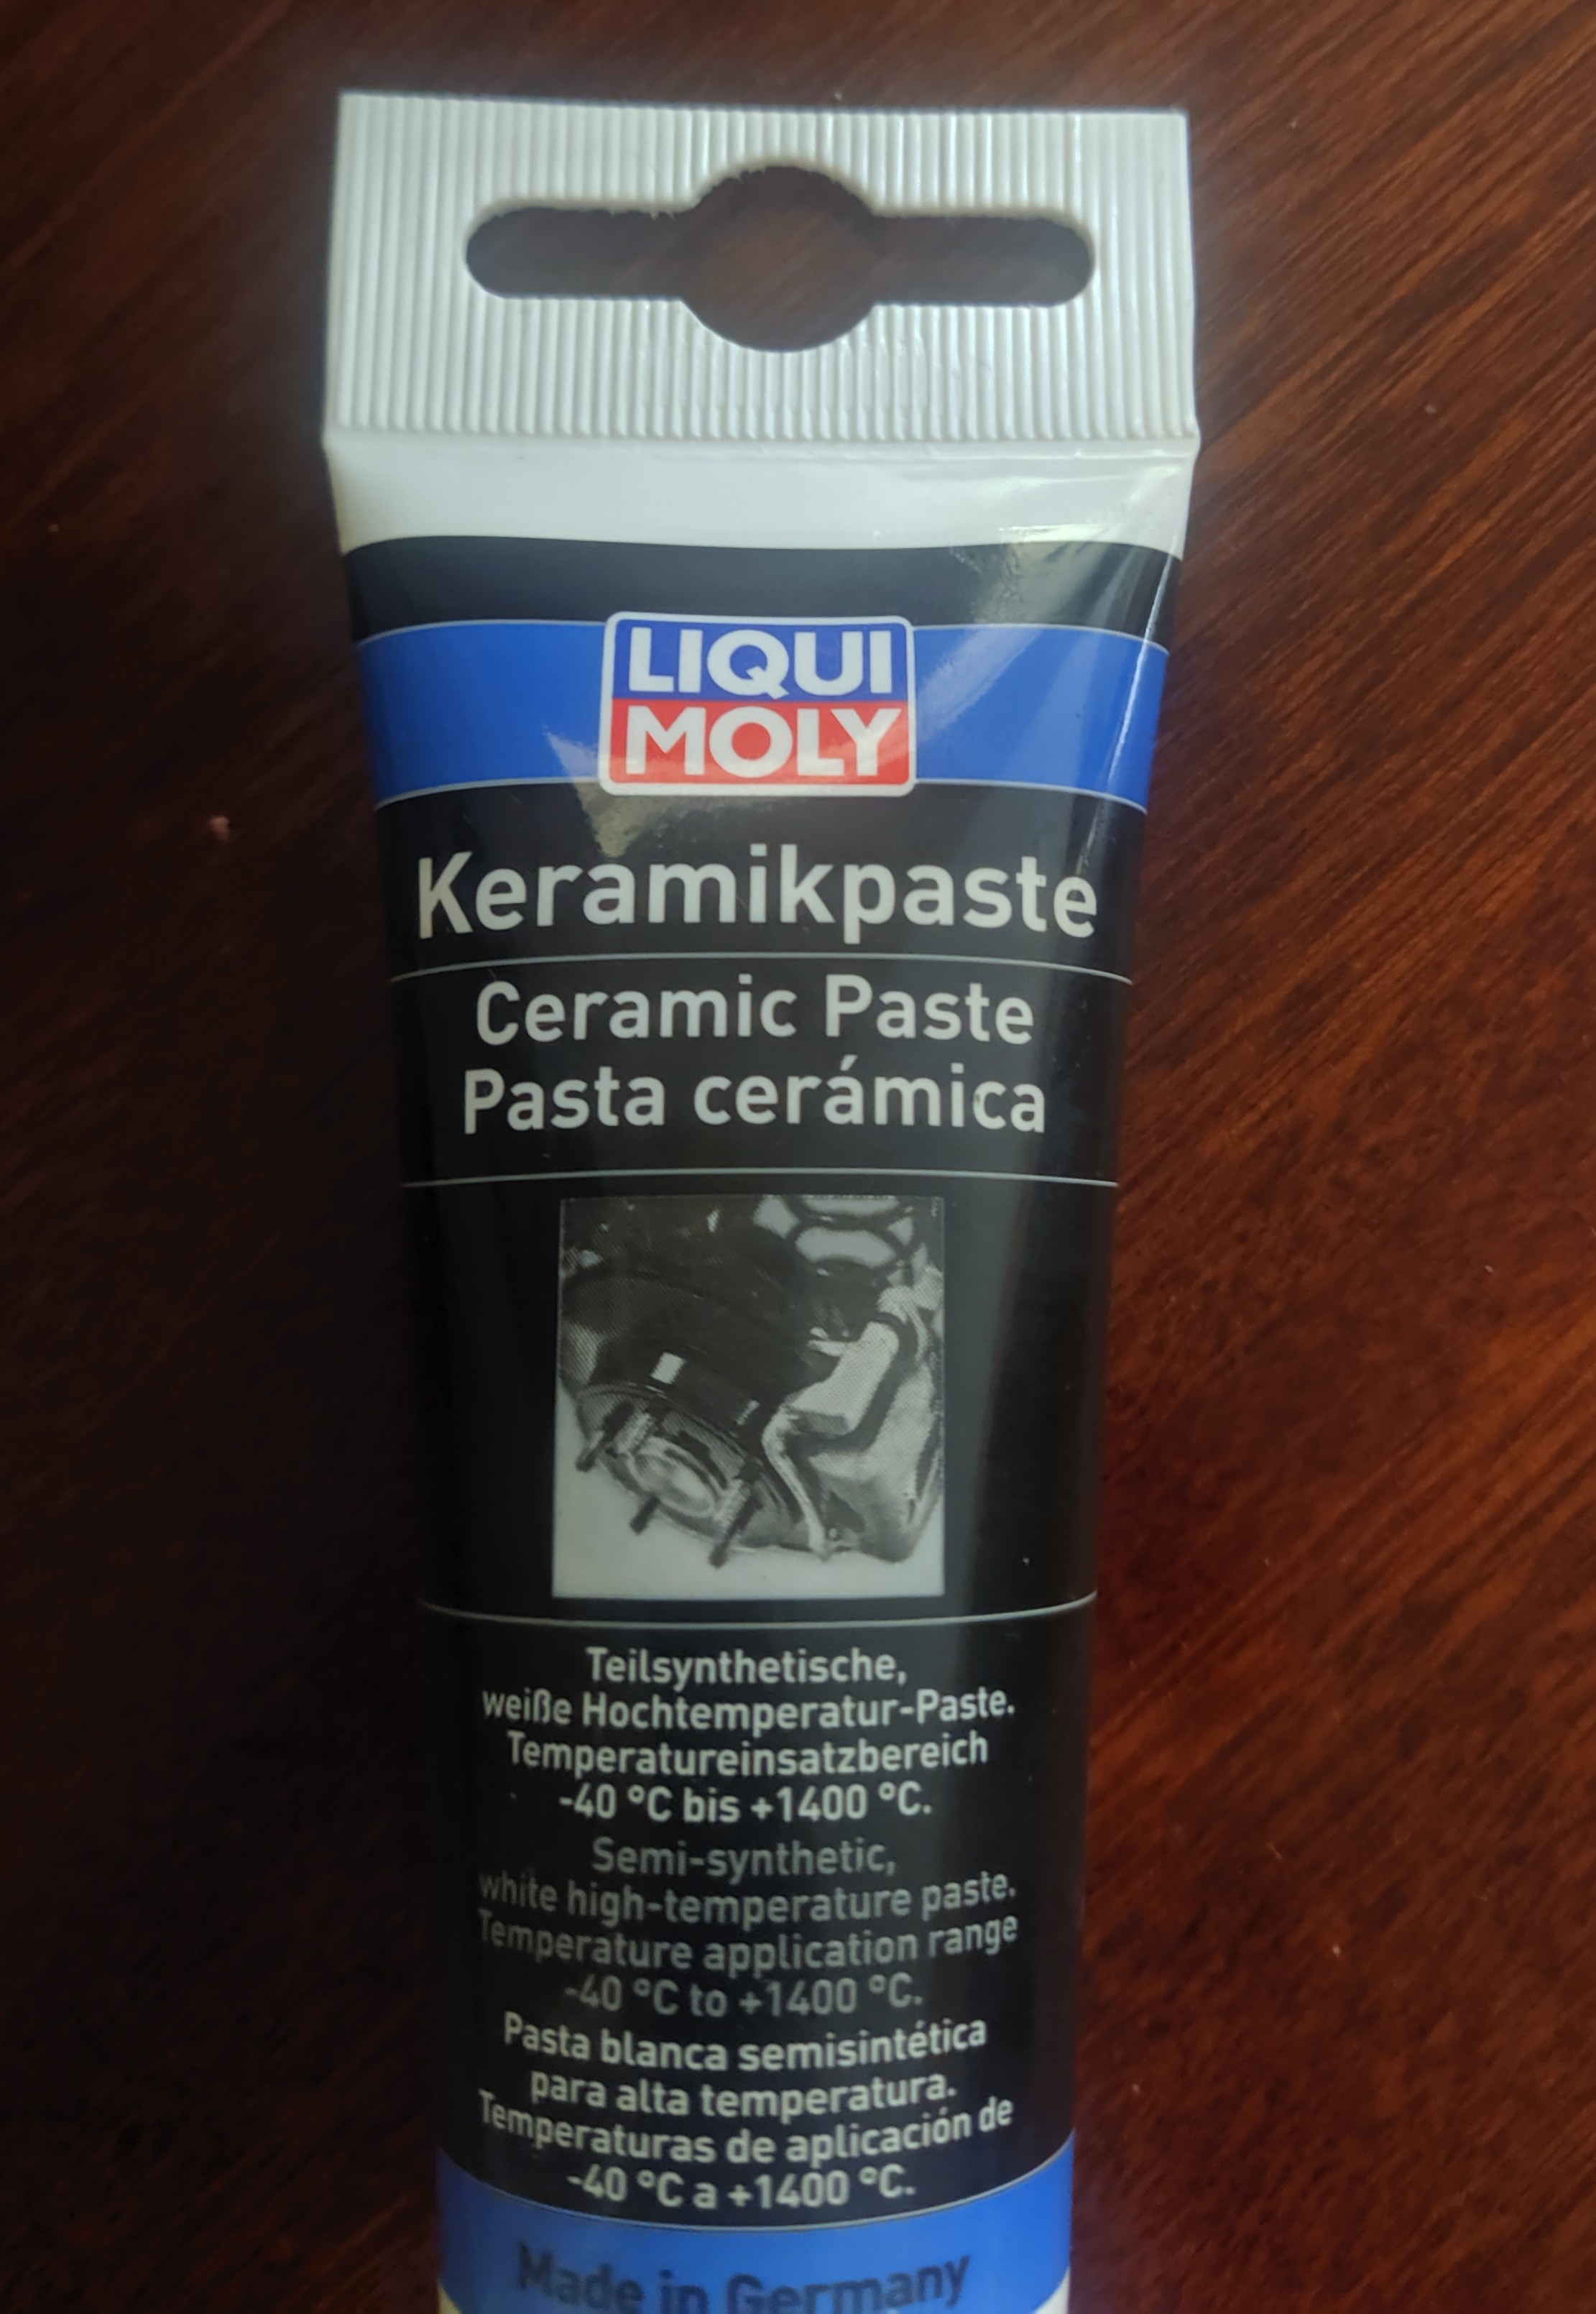 LIQUI
MOLY
Keramikpaste
Ceramic Paste
Pasta cerámica
Teilsynthetische,
weiße Hochtemperatur-Paste.
Temperatureinsatzbereich
-40 °C bis +1400 °C.
Semi-synthetic,
white high-temperature paste.
Temperature application range
-40 °C to +1400 °C.
Pasta blanca semisintética
para alta temperatura.
Temperaturas de aplicación de
-40 °C a +1400 °C.
Made in Germany